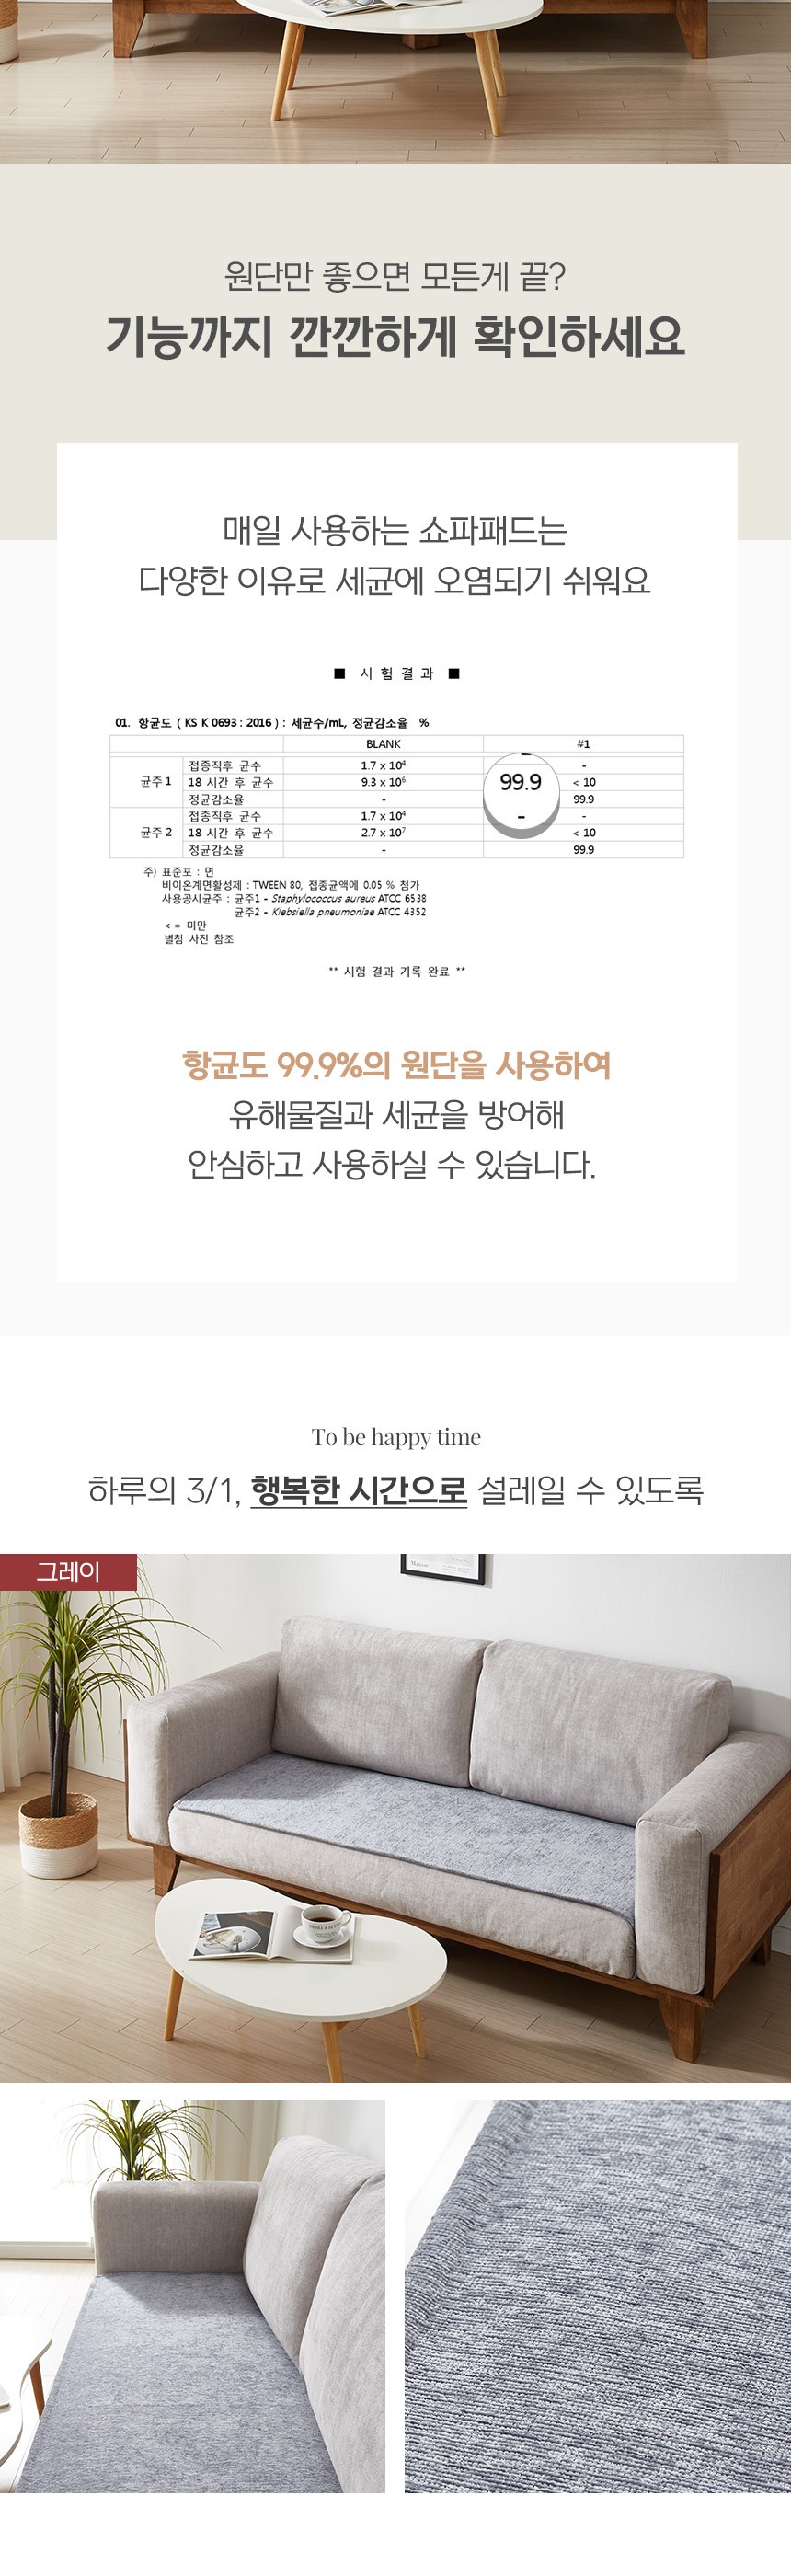 원단만 좋으면 모든게 끝?
기능까지 깐깐하게 확인하세요
매일 사용하는 쇼파패드는
다양한 이유로 세균에 오염되기 쉬워요
■ 시 험 결 과 ■
01. 항균도 ( KS K 0693 : 2016 ) : 세균수/mL, 정균감소율 %
BLANK #1
균주 1 접종직후 균수 1.7 x 10⁴ -
18 시간 후 균수 9.3 x 10⁶ < 10
정균감소율 - 99.9
균주 2 접종직후 균수 1.7 x 10⁴ -
18 시간 후 균수 2.7 x 10⁷ < 10
정균감소율 - 99.9
99.9
-
주) 표준포 : 면
비이온계면활성제 : TWEEN 80, 접종균액에 0.05 % 첨가
사용공시균주 : 균주1 - Staphylococcus aureus ATCC 6538
균주2 - Klebsiella pneumoniae ATCC 4352
< = 미만
별첨 사진 참조
** 시험 결과 기록 완료 **
항균도 99.9%의 원단을 사용하여
유해물질과 세균을 방어해
안심하고 사용하실 수 있습니다.
To be happy time
하루의 3/1, 행복한 시간으로 설레일 수 있도록
그레이